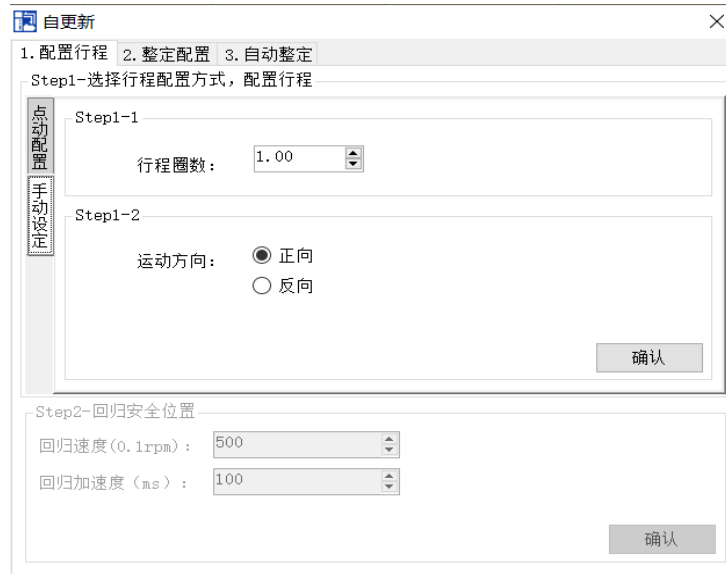 自更新
1.配置行程 2.整定配置 3.自动整定
Step1-选择行程配置方式，配置行程
点动配置
手动设定
Step1-1
行程圈数： 1.00
Step1-2
运动方向： 正向
反向
确认
Step2-回归安全位置
回归速度(0.1rpm)： 500
回归加速度（ms）： 100
确认